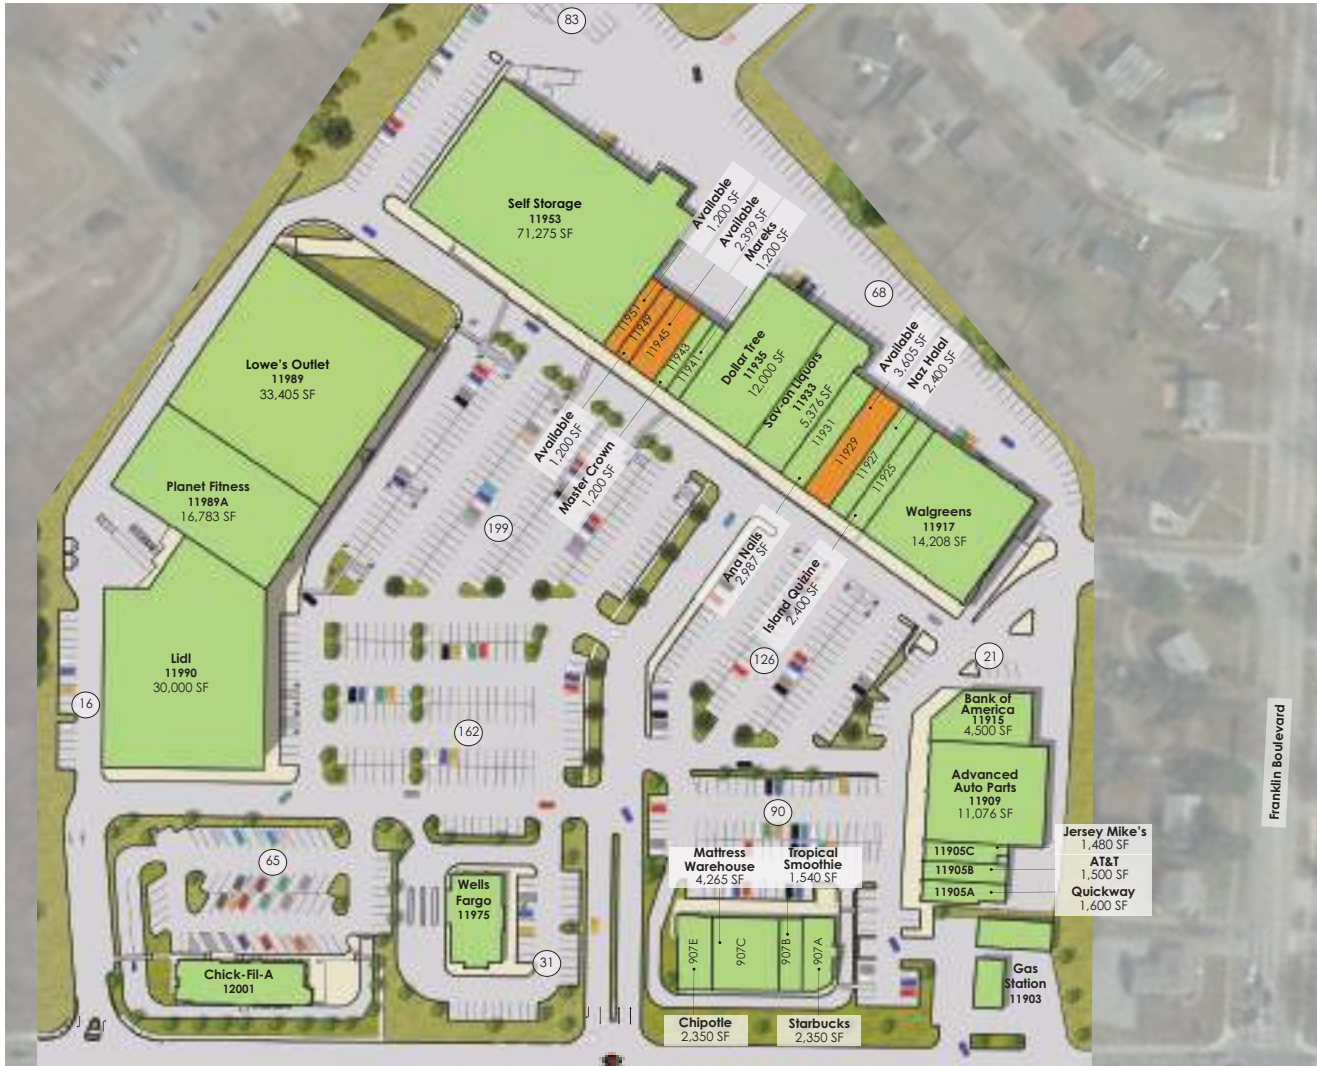 83
Self Storage
11953
71,275 SF
Available
1,200 SF
Available
2,399 SF
Mareks
1,200 SF
68
11951
11949
11945
11943
11941
Dollar Tree
11935
12,000 SF
Sav-on Liquors
11933
5,376 SF
Available
3,605 SF
Naz Halal
2,400 SF
11931
11929
11927
11925
Walgreens
11917
14,208 SF
Lowe's Outlet
11989
33,405 SF
Planet Fitness
11989A
16,783 SF
Available
1,200 SF
Master Crown
1,200 SF
199
Ana Nails
2,987 SF
Island Quizine
2,400 SF
126
21
Lidl
11990
30,000 SF
16
162
Bank of
America
11915
4,500 SF
Advanced
Auto Parts
11909
11,076 SF
Franklin Boulevard
90
Jersey Mike's
1,480 SF
AT&T
1,500 SF
Quickway
1,600 SF
11905C
11905B
11905A
65
Mattress
Warehouse
4,265 SF
Tropical
Smoothie
1,540 SF
Wells
Fargo
11975
907E
907C
907B
907A
31
Chick-Fil-A
12001
Gas
Station
11903
Chipotle
2,350 SF
Starbucks
2,350 SF